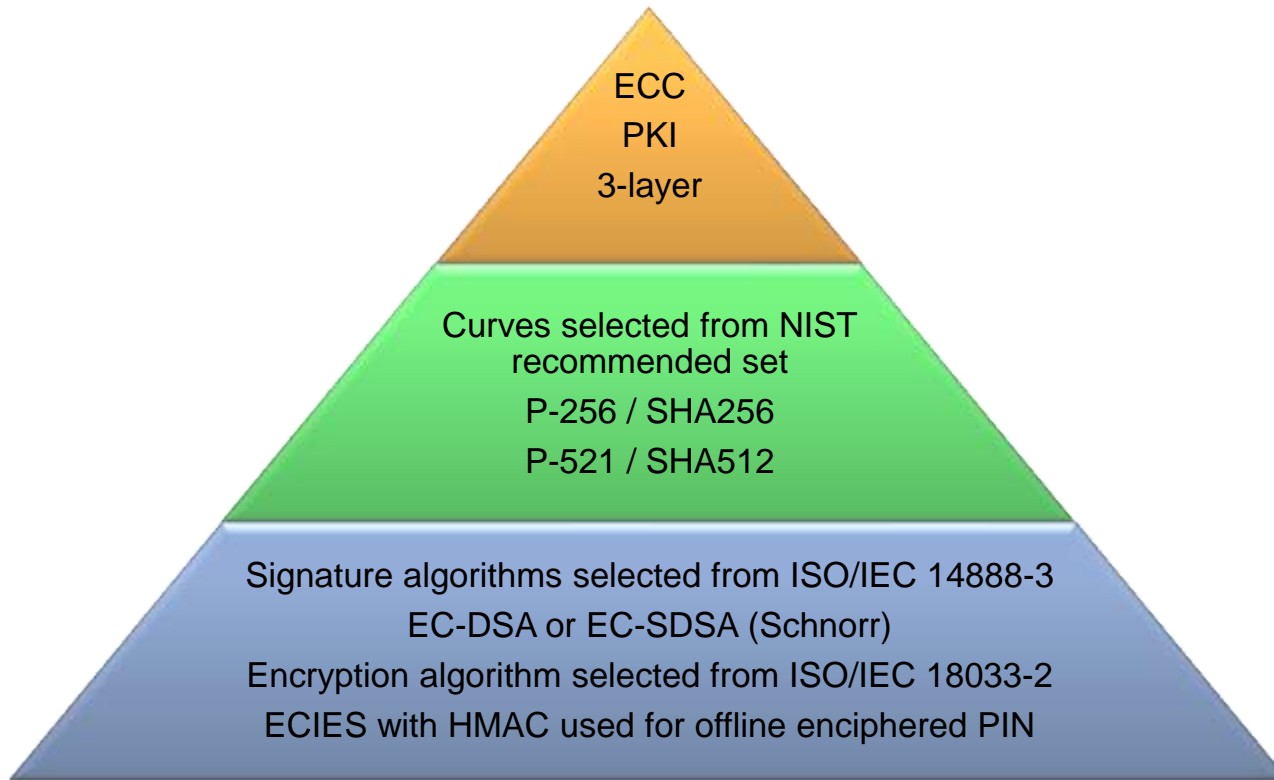 ECC
PKI
3-layer
Curves selected from NIST
recommended set
P-256 / SHA256
P-521 / SHA512
Signature algorithms selected from ISO/IEC 14888-3
EC-DSA or EC-SDSA (Schnorr)
Encryption algorithm selected from ISO/IEC 18033-2
ECIES with HMAC used for offline enciphered PIN